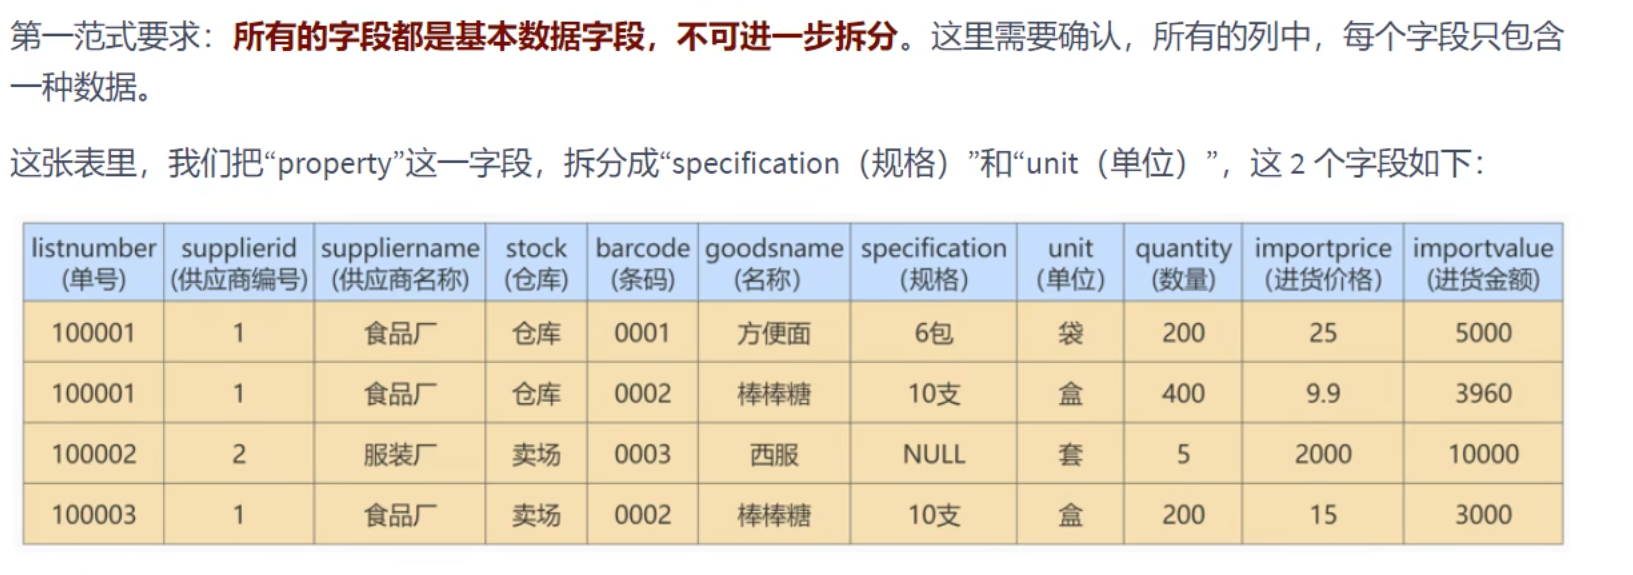 第一范式要求：所有的字段都是基本数据字段，不可进一步拆分。这里需要确认，所有的列中，每个字段只包含
一种数据。
这张表里，我们把“property”这一字段，拆分成“specification（规格）”和“unit（单位）”，这 2 个字段如下：
listnumber supplierid suppliername stock barcode goodsname specification unit quantity importprice importvalue
(单号) (供应商编号) (供应商名称) (仓库) (条码) (名称) (规格) (单位) (数量) (进货价格) (进货金额)
100001 1 食品厂 仓库 0001 方便面 6包 袋 200 25 5000
100001 1 食品厂 仓库 0002 棒棒糖 10支 盒 400 9.9 3960
100002 2 服装厂 卖场 0003 西服 NULL 套 5 2000 10000
100003 1 食品厂 卖场 0002 棒棒糖 10支 盒 200 15 3000